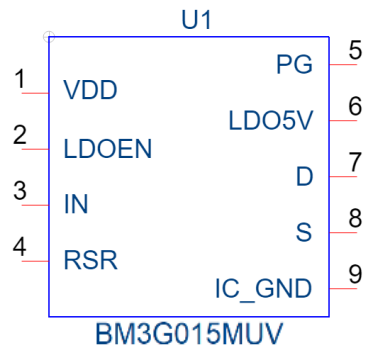 U1
1 VDD
2 LDOEN
3 IN
4 RSR
PG 5
LDO5V 6
D 7
S 8
IC_GND 9
BM3G015MUV